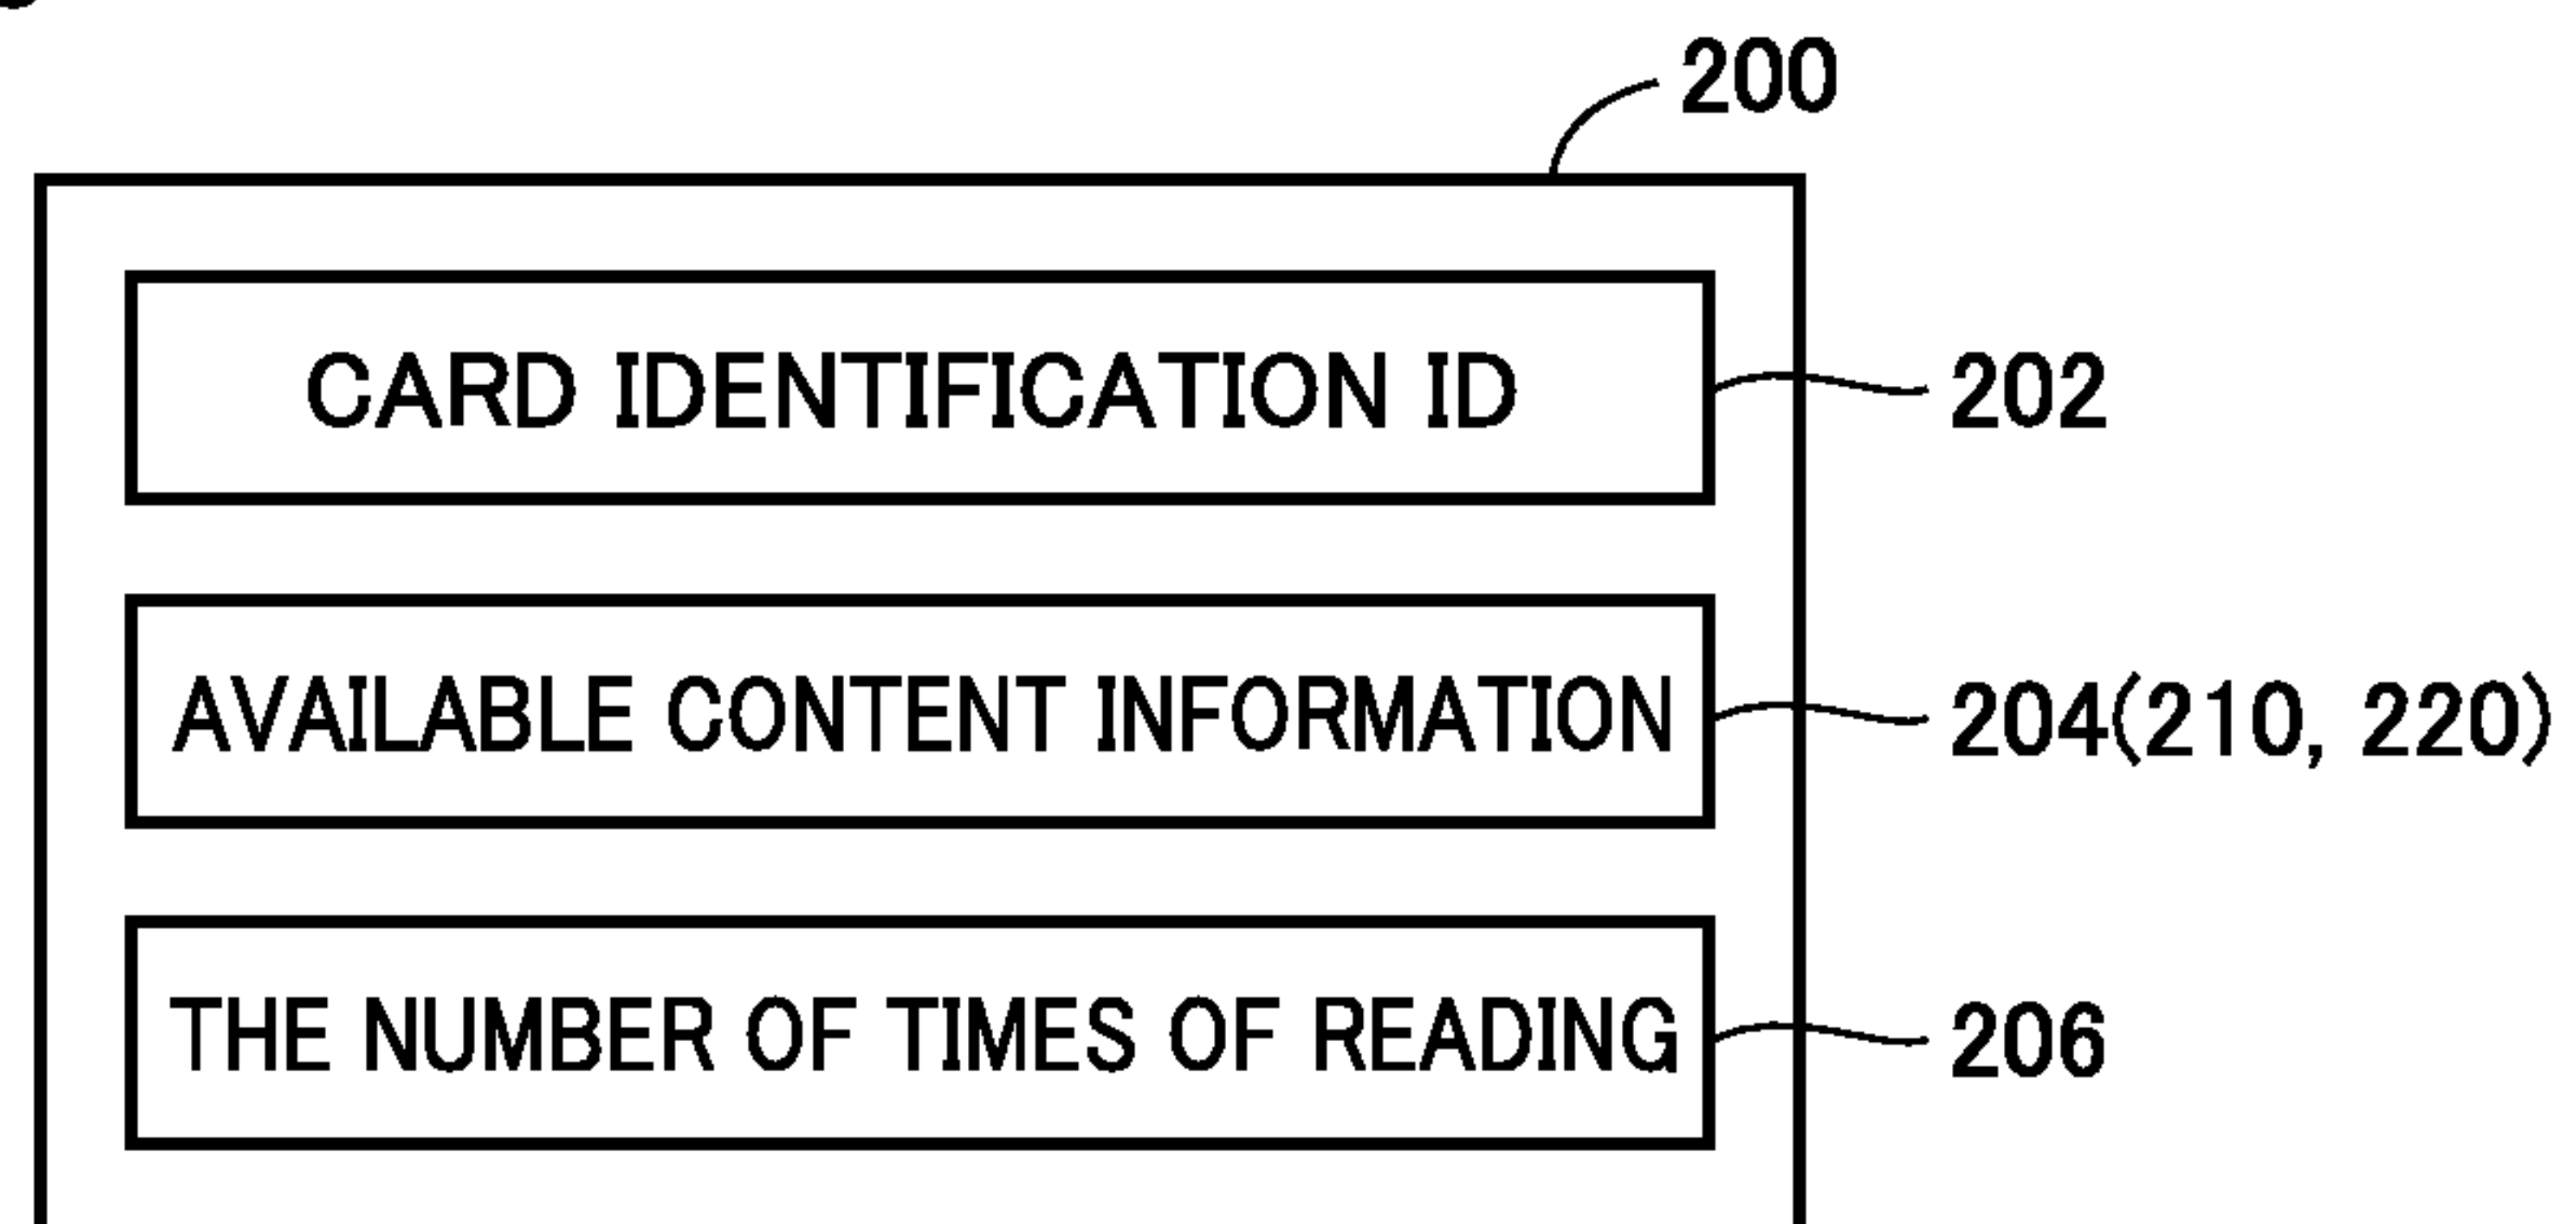 200
CARD IDENTIFICATION ID 202
AVAILABLE CONTENT INFORMATION 204(210, 220)
THE NUMBER OF TIMES OF READING 206